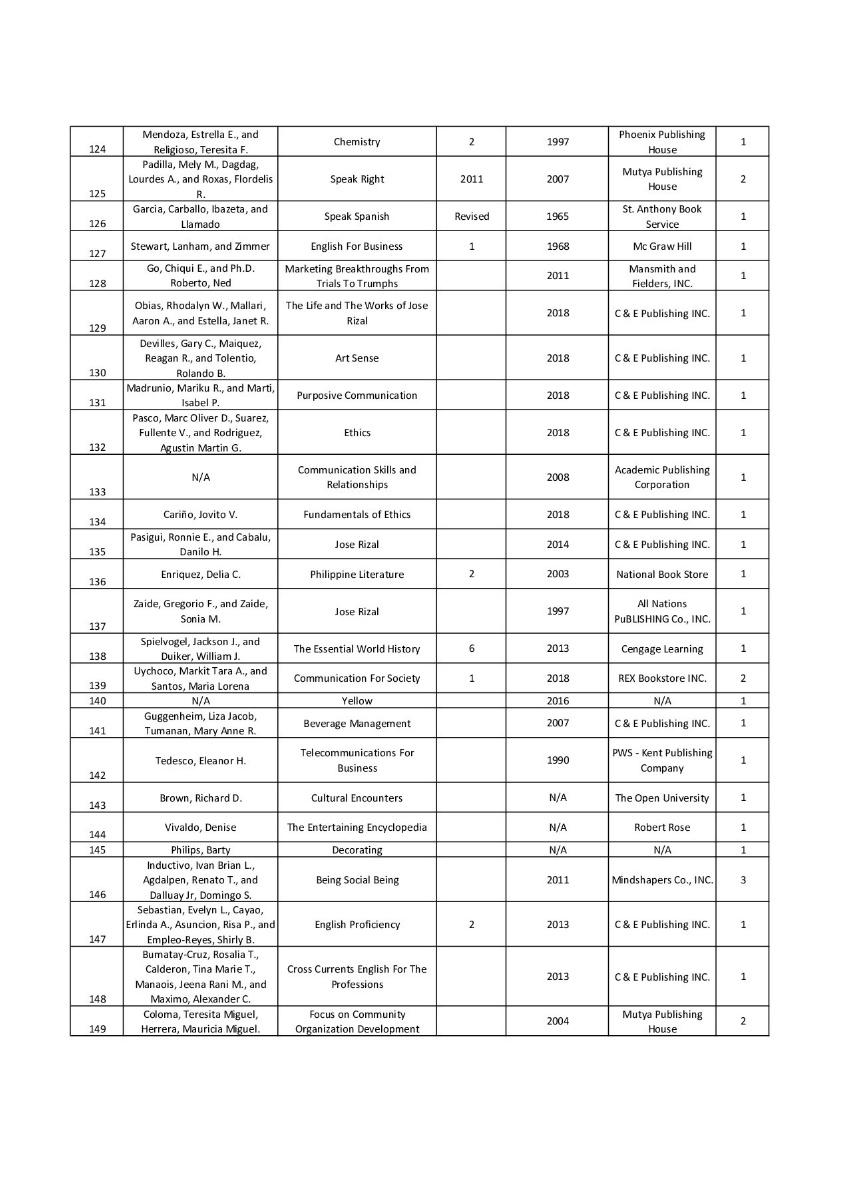 124 Mendoza, Estrella E., and Religioso, Teresita F. Chemistry 2 1997 Phoenix Publishing House 1
125 Padilla, Mely M., Dagdag, Lourdes A., and Roxas, Flordelis R. Speak Right 2011 2007 Mutya Publishing House 2
126 Garcia, Carballo, Ibazeta, and Llamado Speak Spanish Revised 1965 St. Anthony Book Service 1
127 Stewart, Lanham, and Zimmer English For Business 1 1968 Mc Graw Hill 1
128 Go, Chiqui E., and Ph.D. Roberto, Ned Marketing Breakthroughs From Trials To Trumphs 2011 Mansmith and Fielders, INC. 1
129 Obias, Rhodalyn W., Mallari, Aaron A., and Estella, Janet R. The Life and The Works of Jose Rizal 2018 C & E Publishing INC. 1
130 Devilles, Gary C., Maiquez, Reagan R., and Tolentio, Rolando B. Art Sense 2018 C & E Publishing INC. 1
131 Madrunio, Mariku R., and Marti, Isabel P. Purposive Communication 2018 C & E Publishing INC. 1
132 Pasco, Marc Oliver D., Suarez, Fullente V., and Rodriguez, Agustin Martin G. Ethics 2018 C & E Publishing INC. 1
133 N/A Communication Skills and Relationships 2008 Academic Publishing Corporation 1
134 Cariño, Jovito V. Fundamentals of Ethics 2018 C & E Publishing INC. 1
135 Pasigui, Ronnie E., and Cabalu, Danilo H. Jose Rizal 2014 C & E Publishing INC. 1
136 Enriquez, Delia C. Philippine Literature 2 2003 National Book Store 1
137 Zaide, Gregorio F., and Zaide, Sonia M. Jose Rizal 1997 All Nations PuBLISHING Co., INC. 1
138 Spielvogel, Jackson J., and Duiker, William J. The Essential World History 6 2013 Cengage Learning 1
139 Uychoco, Markit Tara A., and Santos, Maria Lorena Communication For Society 1 2018 REX Bookstore INC. 2
140 N/A Yellow 2016 N/A 1
141 Guggenheim, Liza Jacob, Tumanan, Mary Anne R. Beverage Management 2007 C & E Publishing INC. 1
142 Tedesco, Eleanor H. Telecommunications For Business 1990 PWS - Kent Publishing Company 1
143 Brown, Richard D. Cultural Encounters N/A The Open University 1
144 Vivaldo, Denise The Entertaining Encyclopedia N/A Robert Rose 1
145 Philips, Barty Decorating N/A N/A 1
146 Inductivo, Ivan Brian L., Agdalpen, Renato T., and Dalluay Jr, Domingo S. Being Social Being 2011 Mindshapers Co., INC. 3
147 Sebastian, Evelyn L., Cayao, Erlinda A., Asuncion, Risa P., and Empleo-Reyes, Shirly B. English Proficiency 2 2013 C & E Publishing INC. 1
148 Bumatay-Cruz, Rosalia T., Calderon, Tina Marie T., Manaois, Jeena Rani M., and Maximo, Alexander C. Cross Currents English For The Professions 2013 C & E Publishing INC. 1
149 Coloma, Teresita Miguel, Herrera, Mauricia Miguel. Focus on Community Organization Development 2004 Mutya Publishing House 2